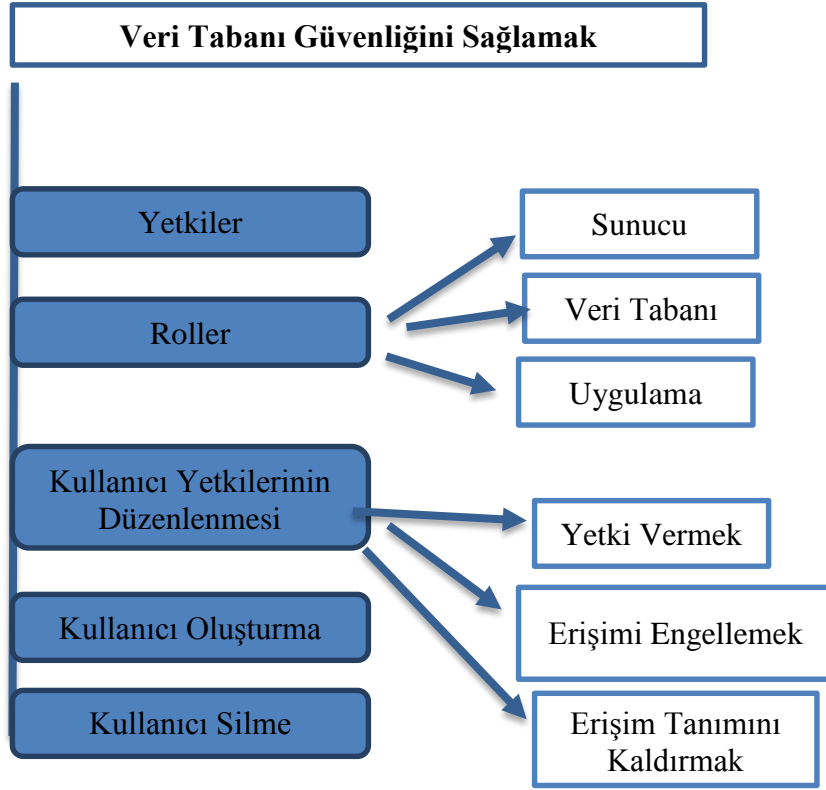 Veri Tabanı Güvenliğini Sağlamak
Yetkiler
Roller
Sunucu
Veri Tabanı
Uygulama
Kullanıcı Yetkilerinin
Düzenlenmesi
Yetki Vermek
Erişimi Engellemek
Erişim Tanımını
Kaldırmak
Kullanıcı Oluşturma
Kullanıcı Silme